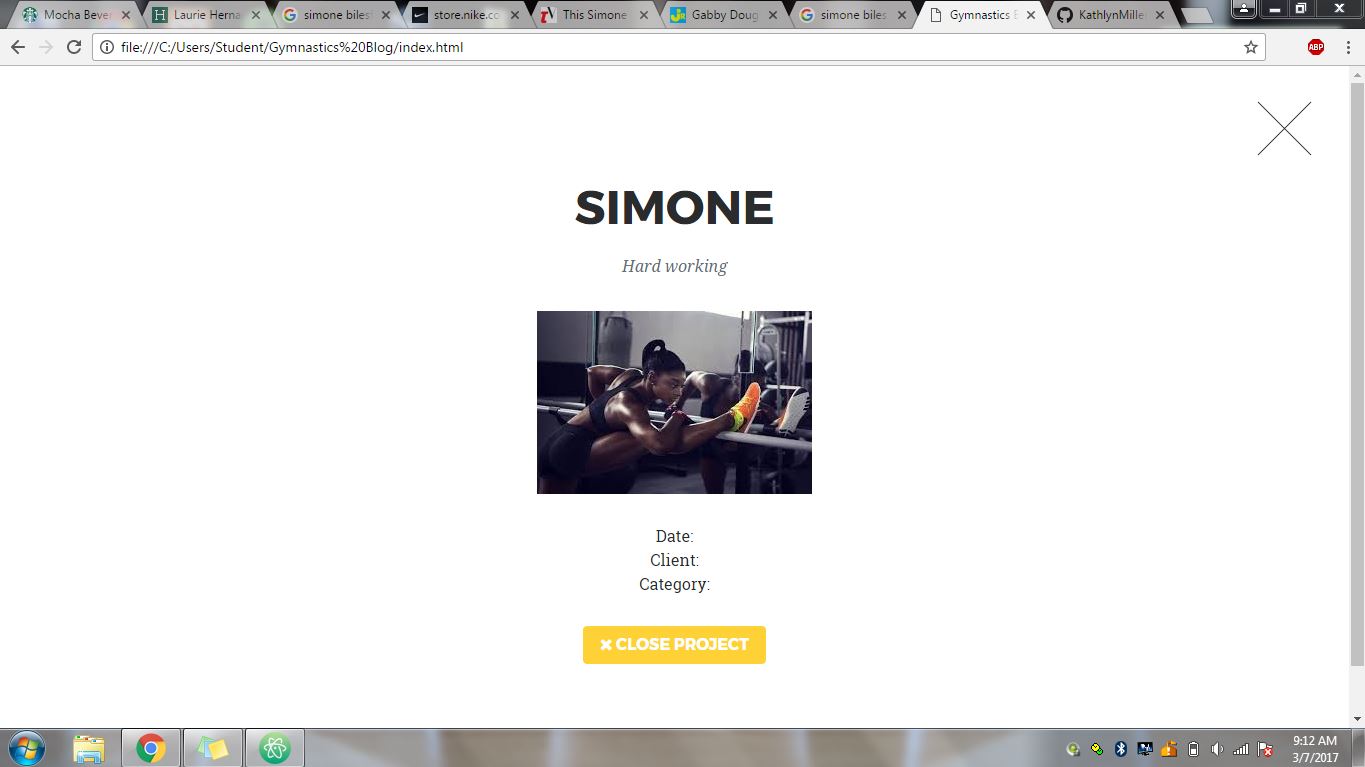 Mocha Beve
Laurie Herna
simone biles
store.nike.co
This Simone
Gabby Doug
simone biles
Gymnastics
KathlynMille
file:///C:/Users/Student/Gymnastics%20Blog/index.html
ABP
SIMONE
Hard working
Date:
Client:
Category:
CLOSE PROJECT
9:12 AM
3/7/2017